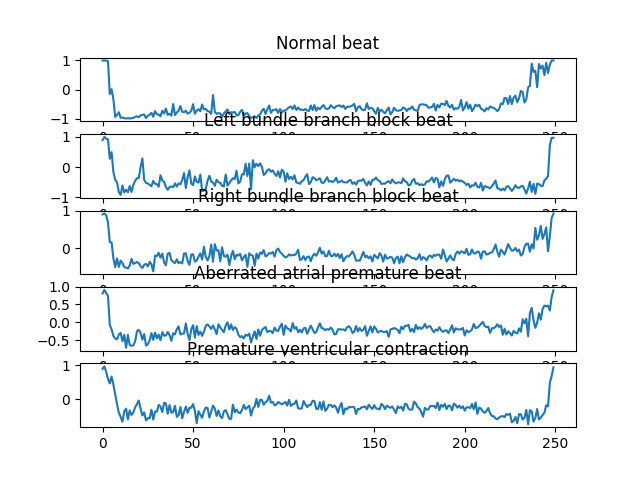 Normal beat
1
0
−1
Left bundle branch block beat
1
0
−1
Right bundle branch block beat
1
0
Aberrated atrial premature beat
1.0
0.5
0.0
−0.5
Premature ventricular contraction
1
0
0 50 100 150 200 250